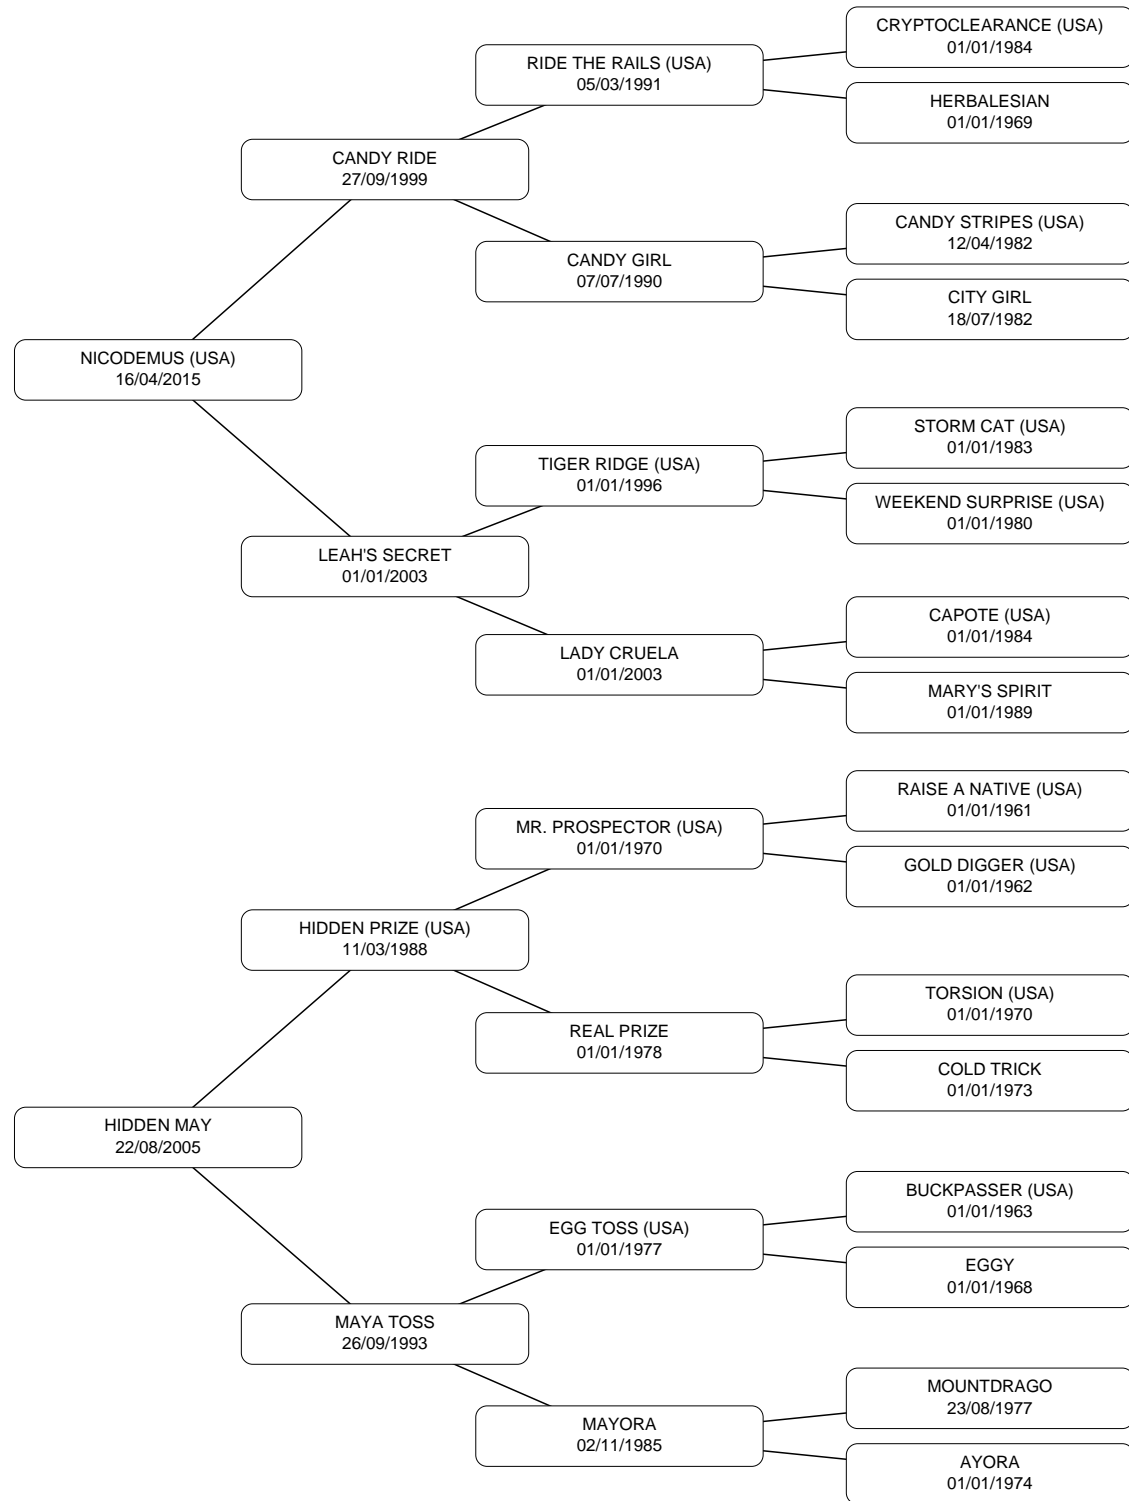 CRYPTOCLEARANCE (USA)
01/01/1984
RIDE THE RAILS (USA)
05/03/1991
HERBALESIAN
01/01/1969
CANDY RIDE
27/09/1999
CANDY STRIPES (USA)
12/04/1982
CANDY GIRL
07/07/1990
CITY GIRL
18/07/1982
NICODEMUS (USA)
16/04/2015
STORM CAT (USA)
01/01/1983
TIGER RIDGE (USA)
01/01/1996
WEEKEND SURPRISE (USA)
01/01/1980
LEAH'S SECRET
01/01/2003
CAPOTE (USA)
01/01/1984
LADY CRUELA
01/01/2003
MARY'S SPIRIT
01/01/1989
RAISE A NATIVE (USA)
01/01/1961
MR. PROSPECTOR (USA)
01/01/1970
GOLD DIGGER (USA)
01/01/1962
HIDDEN PRIZE (USA)
11/03/1988
TORSION (USA)
01/01/1970
REAL PRIZE
01/01/1978
COLD TRICK
01/01/1973
HIDDEN MAY
22/08/2005
BUCKPASSER (USA)
01/01/1963
EGG TOSS (USA)
01/01/1977
EGGY
01/01/1968
MAYA TOSS
26/09/1993
MOUNTDRAGO
23/08/1977
MAYORA
02/11/1985
AYORA
01/01/1974